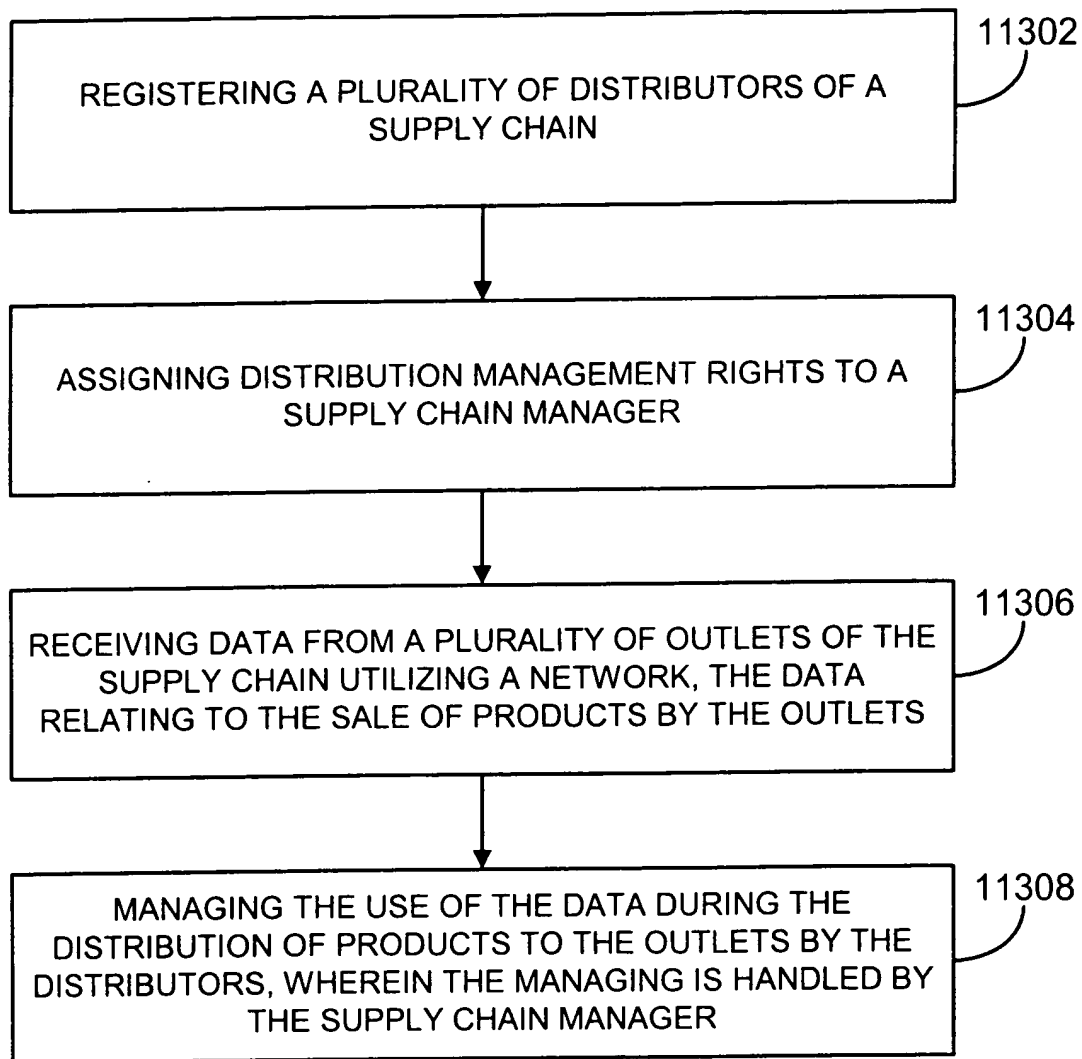 11302
REGISTERING A PLURALITY OF DISTRIBUTORS OF A
SUPPLY CHAIN
11304
ASSIGNING DISTRIBUTION MANAGEMENT RIGHTS TO A
SUPPLY CHAIN MANAGER
11306
RECEIVING DATA FROM A PLURALITY OF OUTLETS OF THE
SUPPLY CHAIN UTILIZING A NETWORK, THE DATA
RELATING TO THE SALE OF PRODUCTS BY THE OUTLETS
11308
MANAGING THE USE OF THE DATA DURING THE
DISTRIBUTION OF PRODUCTS TO THE OUTLETS BY THE
DISTRIBUTORS, WHEREIN THE MANAGING IS HANDLED BY
THE SUPPLY CHAIN MANAGER